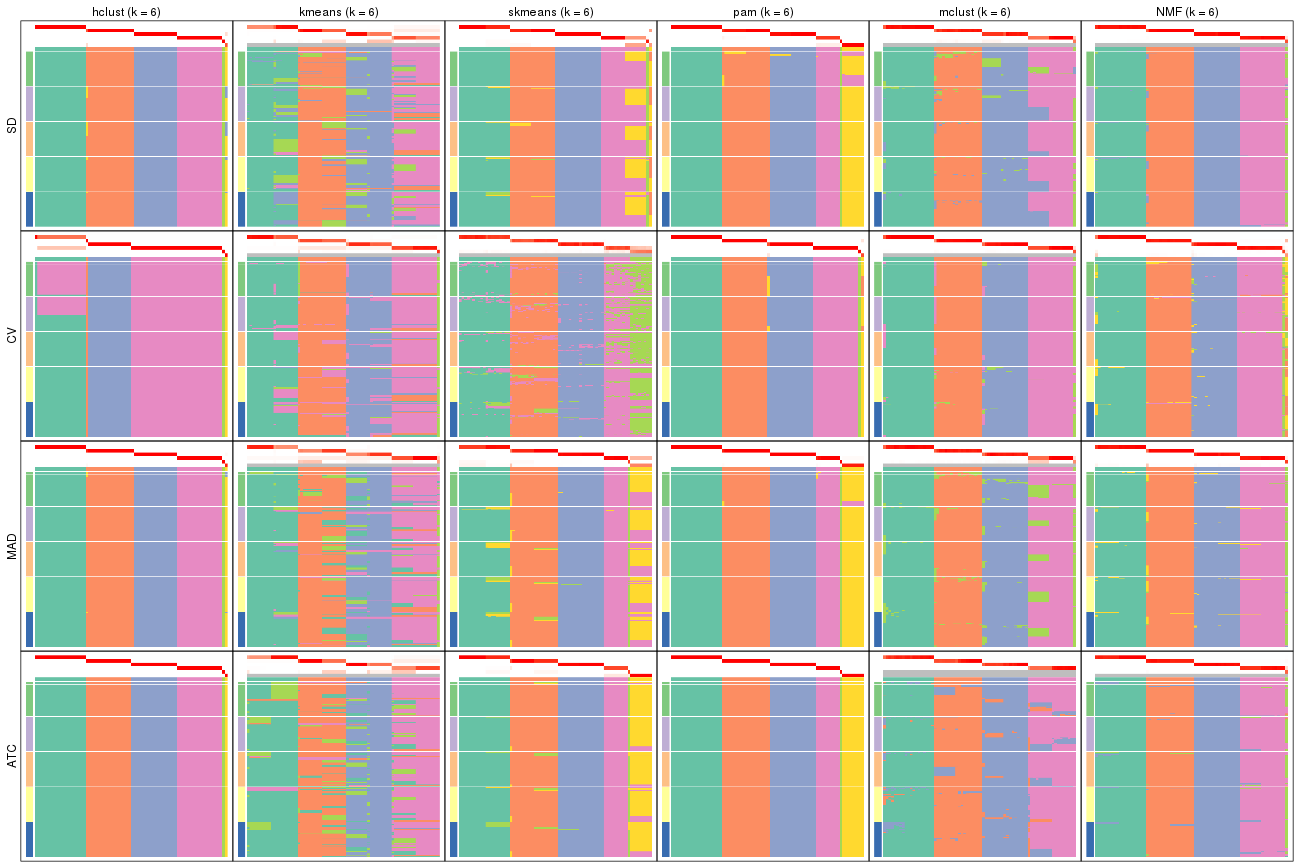 hclust (k = 6) kmeans (k = 6) skmeans (k = 6) pam (k = 6) mclust (k = 6) NMF (k = 6)
SD
CV
MAD
ATC